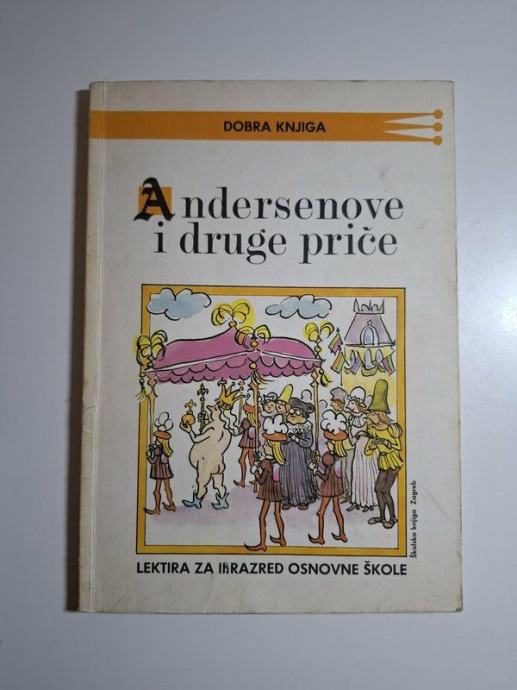 DOBRA KNJIGA
Andersenove
i druge priče
Školska knjiga Zagreb
LEKTIRA ZA II RAZRED OSNOVNE ŠKOLE